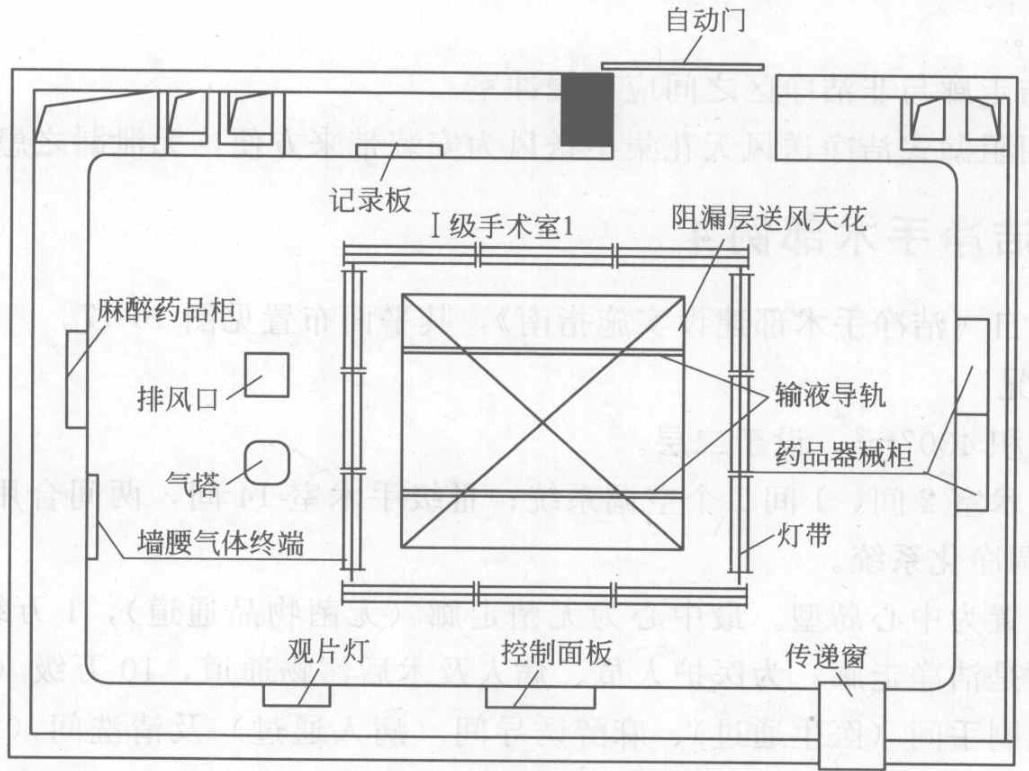 自动门
记录板
Ⅰ级手术室1
阻漏层送风天花
麻醉药品柜
排风口
输液导轨
气塔
药品器械柜
墙腰气体终端
灯带
观片灯
控制面板
传递窗